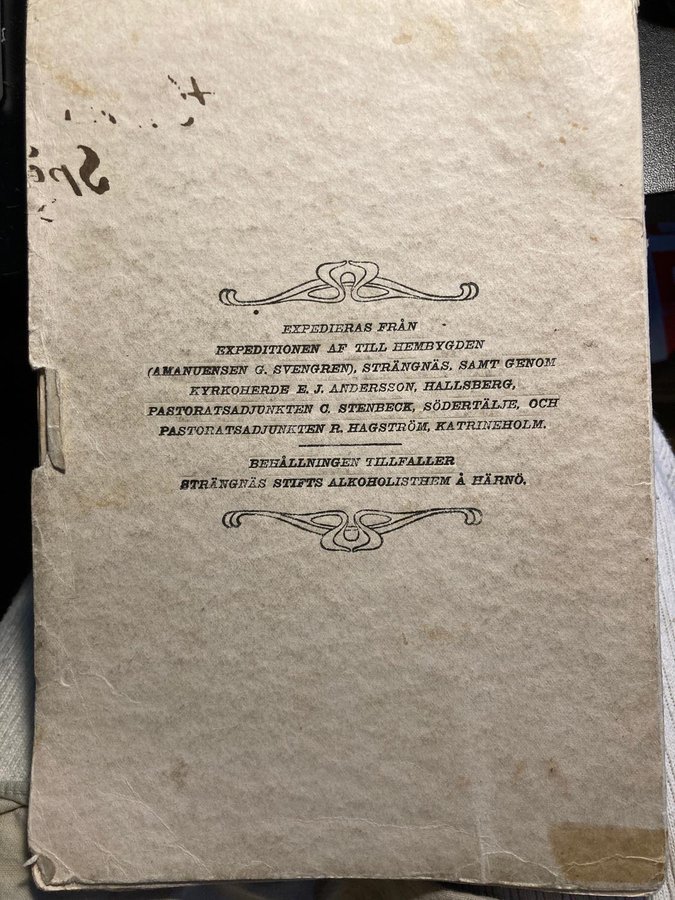 EXPEDIERAS FRÅN
EXPEDITIONEN AF TILL HEMBYGDEN
(AMANUENSEN G. SVENGREN), STRÄNGNÄS, SAMT GENOM
KYRKOHERDE E. J. ANDERSSON, HALLSBERG,
PASTORATSADJUNKTEN C. STENBECK, SÖDERTÄLJE, OCH
PASTORATSADJUNKTEN R. HAGSTRÖM, KATRINEHOLM.
BEHÅLLNINGEN TILLFALLER
STRÄNGNÄS STIFTS ALKOHOLISTHEM Å HÄRNÖ.